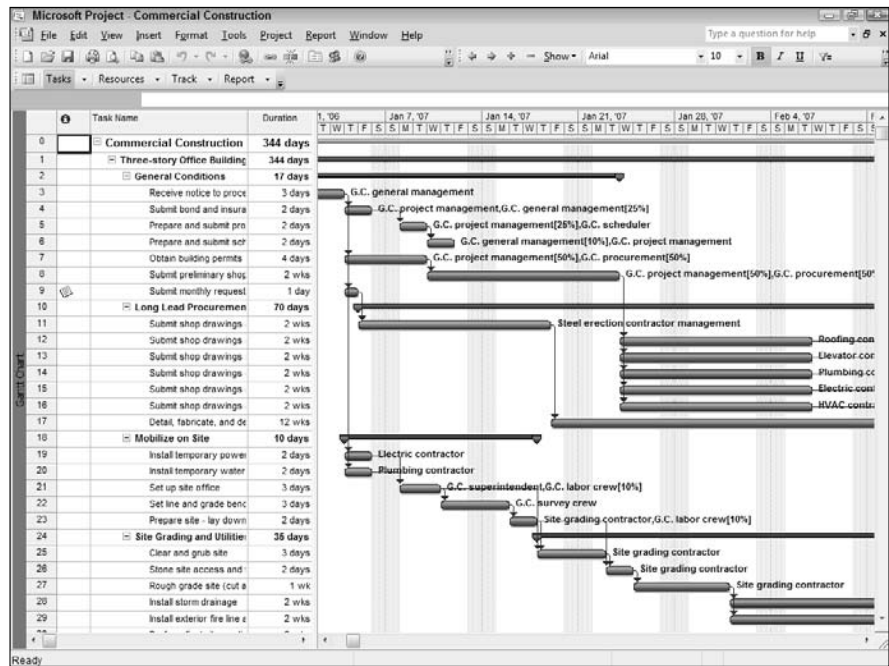 Microsoft Project - Commercial Construction
File Edit View Insert Format Tools Project Report Window Help Type a question for help
Show Arial 10 B I U
Tasks Resources Track Report
Task Name Duration 1, '06 Jan 7, '07 Jan 14, '07 Jan 21, '07 Jan 28, '07 Feb 4, '07
T W T F S S M T W T F S S M T W T F S S M T W T F S S M T W T F S S M T W T F S
0 Commercial Construction 344 days
1 Three-story Office Building 344 days
2 General Conditions 17 days
3 Receive notice to proce 3 days G.C. general management
4 Submit bond and insura 2 days G.C. project management,G.C. general management[25%]
5 Prepare and submit pro 2 days G.C. project management[25%],G.C. scheduler
6 Prepare and submit sch 2 days G.C. general management[10%],G.C. project management
7 Obtain building permits 4 days G.C. project management[50%],G.C. procurement[50%]
8 Submit preliminary shop 2 wks G.C. project management[50%],G.C. procurement[50%
9 Submit monthly request 1 day
10 Long Lead Procuremen 70 days
11 Submit shop drawings 2 wks Steel erection contractor management
12 Submit shop drawings 2 wks Roofing con
13 Submit shop drawings 2 wks Elevator con
14 Submit shop drawings 2 wks Plumbing cc
15 Submit shop drawings 2 wks Electric cont
16 Submit shop drawings 2 wks HVAC contr
17 Detail, fabricate, and de 12 wks
18 Mobilize on Site 10 days
19 Install temporary power 2 days Electric contractor
20 Install temporary water 2 days Plumbing contractor
21 Set up site office 3 days G.C. superintendent,G.C. labor crew[10%]
22 Set line and grade benc 3 days G.C. survey crew
23 Prepare site - lay down 2 days Site grading contractor,G.C. labor crew[10%]
24 Site Grading and Utilitie 35 days
25 Clear and grub site 3 days Site grading contractor
26 Stone site access and 2 days Site grading contractor
27 Rough grade site (cut a 1 wk Site grading contractor
28 Install storm drainage 2 wks
29 Install exterior fire line a 2 wks
Gantt Chart
Ready